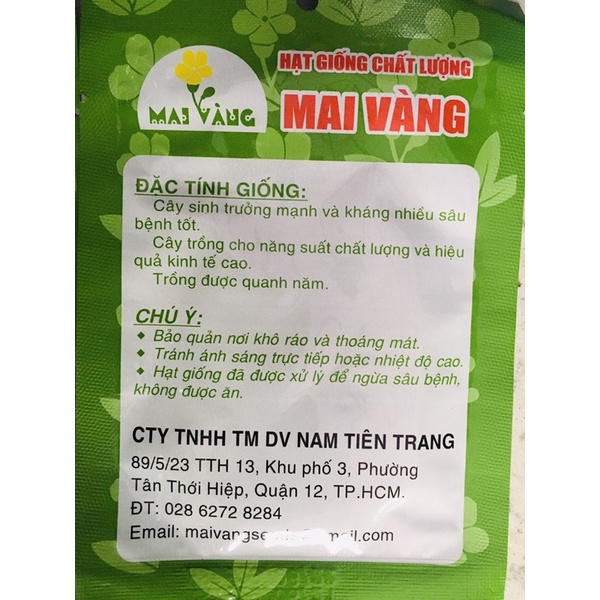 MAI VÀNG
HẠT GIỐNG CHẤT LƯỢNG
MAI VÀNG
ĐẶC TÍNH GIỐNG:
Cây sinh trưởng mạnh và kháng nhiều sâu
bệnh tốt.
Cây trồng cho năng suất chất lượng và hiệu
quả kinh tế cao.
Trồng được quanh năm.
CHÚ Ý:
◆ Bảo quản nơi khô ráo và thoáng mát.
◆ Tránh ánh sáng trực tiếp hoặc nhiệt độ cao.
◆ Hạt giống đã được xử lý để ngừa sâu bệnh,
không được ăn.
CTY TNHH TM DV NAM TIÊN TRANG
89/5/23 TTH 13, Khu phố 3, Phường
Tân Thới Hiệp, Quận 12, TP.HCM.
ĐT: 028 6272 8284
Email: